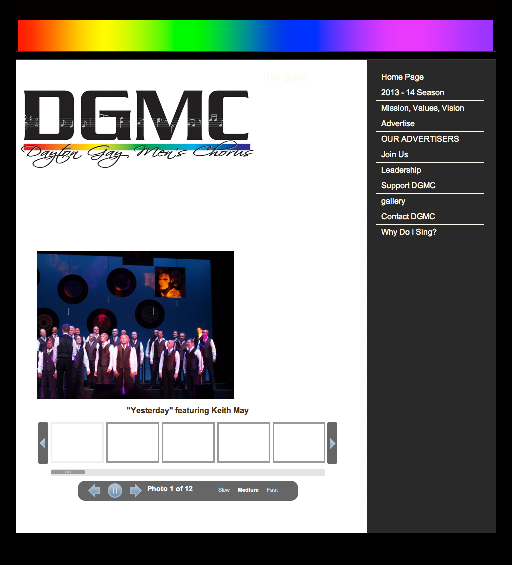 DGMC
Dayton Gay Men's Chorus
Home Page
2013 - 14 Season
Mission, Values, Vision
Advertise
OUR ADVERTISERS
Join Us
Leadership
Support DGMC
gallery
Contact DGMC
Why Do I Sing?
"Yesterday" featuring Keith May
Photo 1 of 12
Slow Medium Fast